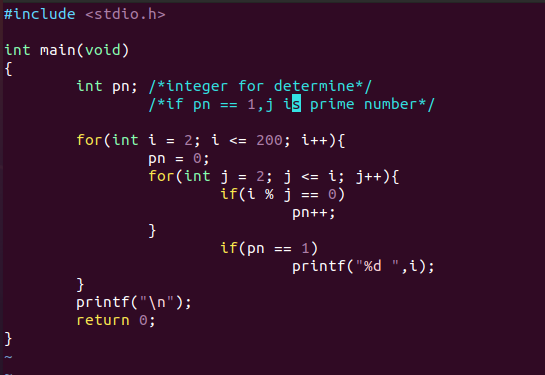 #include <stdio.h>
int main(void)
{
int pn; /*integer for determine*/
/*if pn == 1,j is prime number*/
for(int i = 2; i <= 200; i++){
pn = 0;
for(int j = 2; j <= i; j++){
if(i % j == 0)
pn++;
}
if(pn == 1)
printf("%d ",i);
}
printf("\n");
return 0;
}
~
~